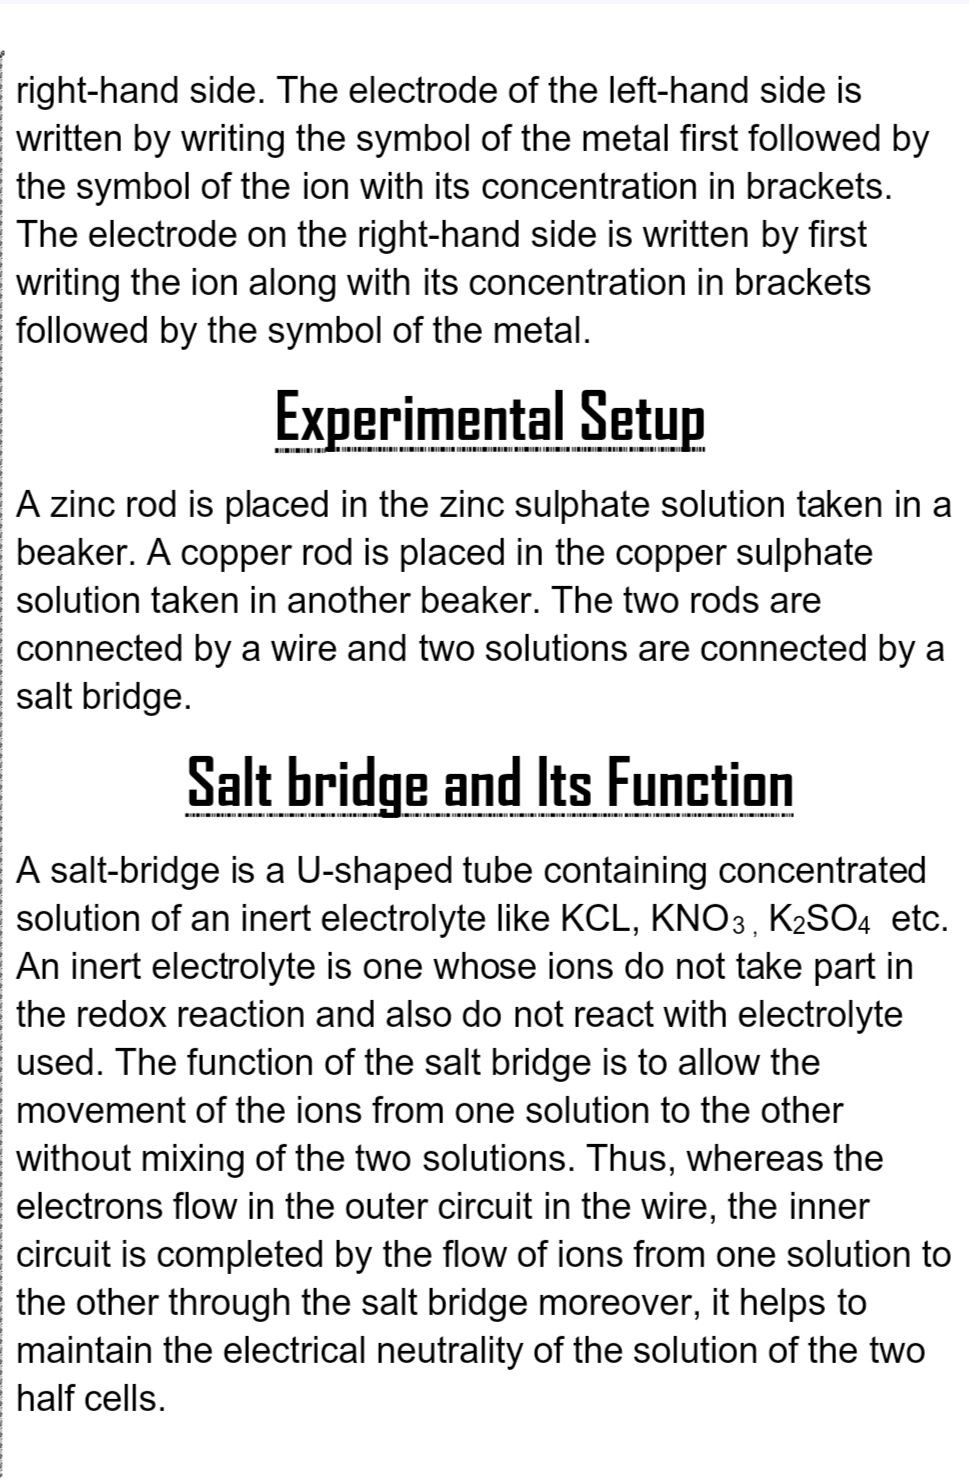 right-hand side. The electrode of the left-hand side is
written by writing the symbol of the metal first followed by
the symbol of the ion with its concentration in brackets.
The electrode on the right-hand side is written by first
writing the ion along with its concentration in brackets
followed by the symbol of the metal.
Experimental Setup
A zinc rod is placed in the zinc sulphate solution taken in a
beaker. A copper rod is placed in the copper sulphate
solution taken in another beaker. The two rods are
connected by a wire and two solutions are connected by a
salt bridge.
Salt bridge and Its Function
A salt-bridge is a U-shaped tube containing concentrated
solution of an inert electrolyte like KCL, KNO₃ , K₂SO₄ etc.
An inert electrolyte is one whose ions do not take part in
the redox reaction and also do not react with electrolyte
used. The function of the salt bridge is to allow the
movement of the ions from one solution to the other
without mixing of the two solutions. Thus, whereas the
electrons flow in the outer circuit in the wire, the inner
circuit is completed by the flow of ions from one solution to
the other through the salt bridge moreover, it helps to
maintain the electrical neutrality of the solution of the two
half cells.